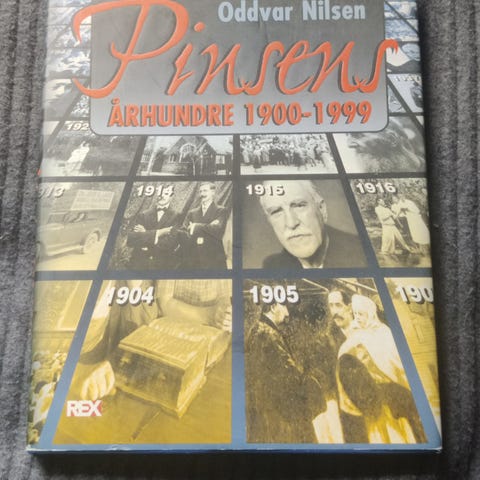 Oddvar Nilsen
Pinsens
ÅRHUNDRE 1900-1999
1914 1915 1916
1904 1905
REX